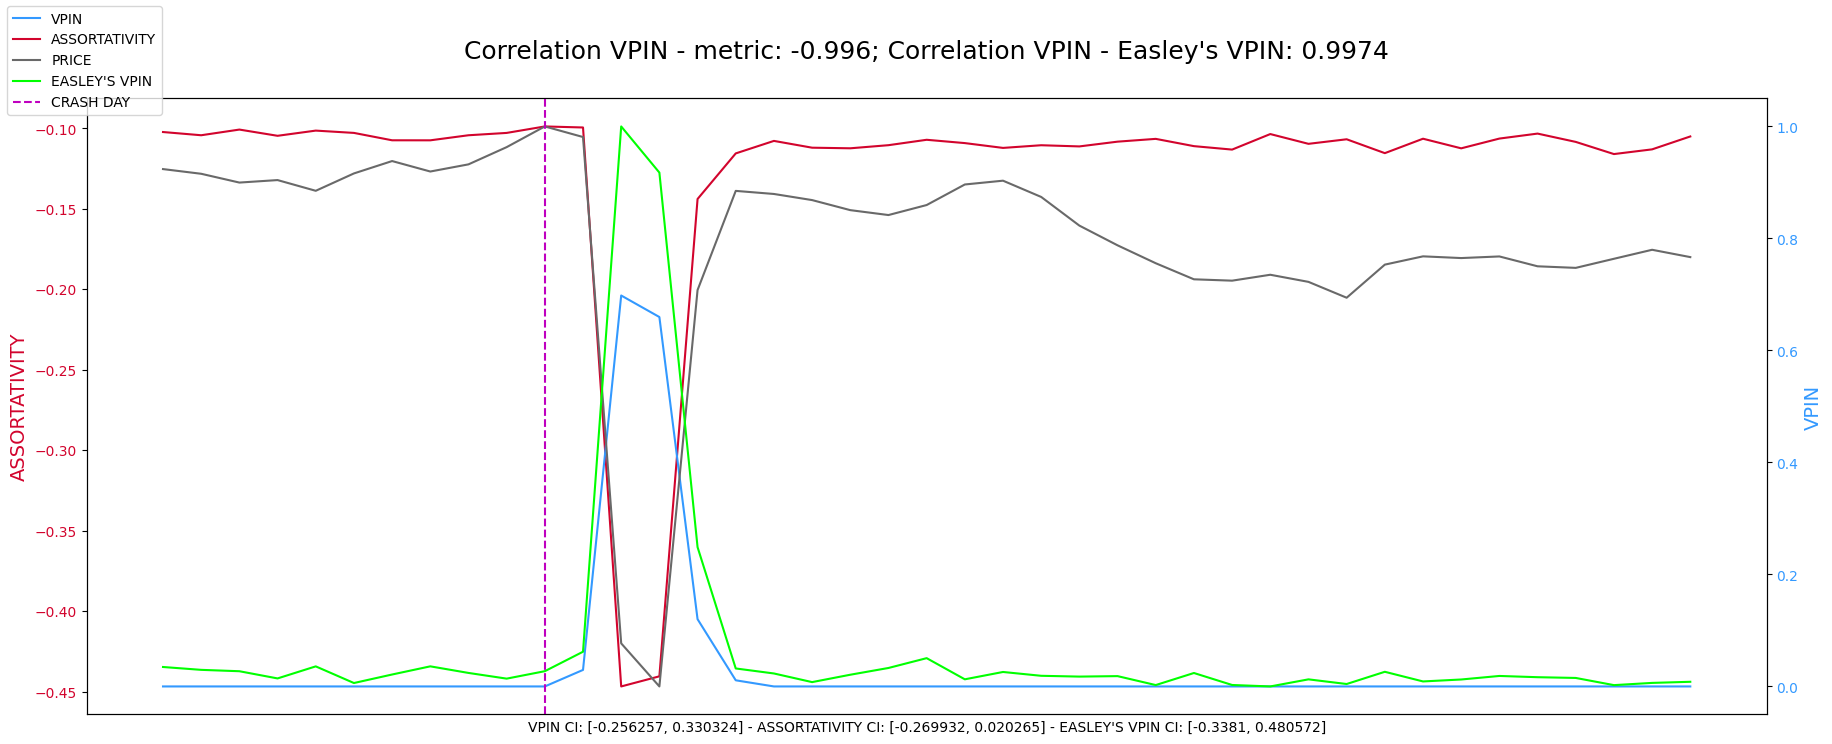 VPIN
ASSORTATIVITY
PRICE
EASLEY'S VPIN
CRASH DAY
Correlation VPIN - metric: -0.996; Correlation VPIN - Easley's VPIN: 0.9974
ASSORTATIVITY
−0.10
−0.15
−0.20
−0.25
−0.30
−0.35
−0.40
−0.45
1.0
0.8
0.6
0.4
0.2
0.0
VPIN
VPIN CI: [-0.256257, 0.330324] - ASSORTATIVITY CI: [-0.269932, 0.020265] - EASLEY'S VPIN CI: [-0.3381, 0.480572]